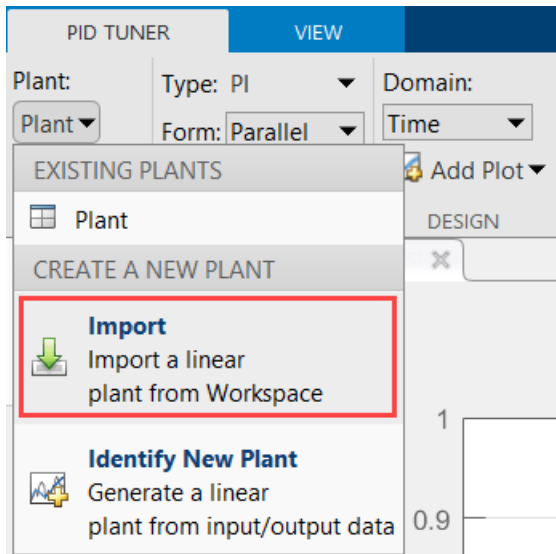 PID TUNER VIEW
Plant: Type: PI Domain:
Plant Form: Parallel Time
EXISTING PLANTS Add Plot
Plant DESIGN
CREATE A NEW PLANT
Import
Import a linear
plant from Workspace
1
Identify New Plant
Generate a linear
plant from input/output data 0.9